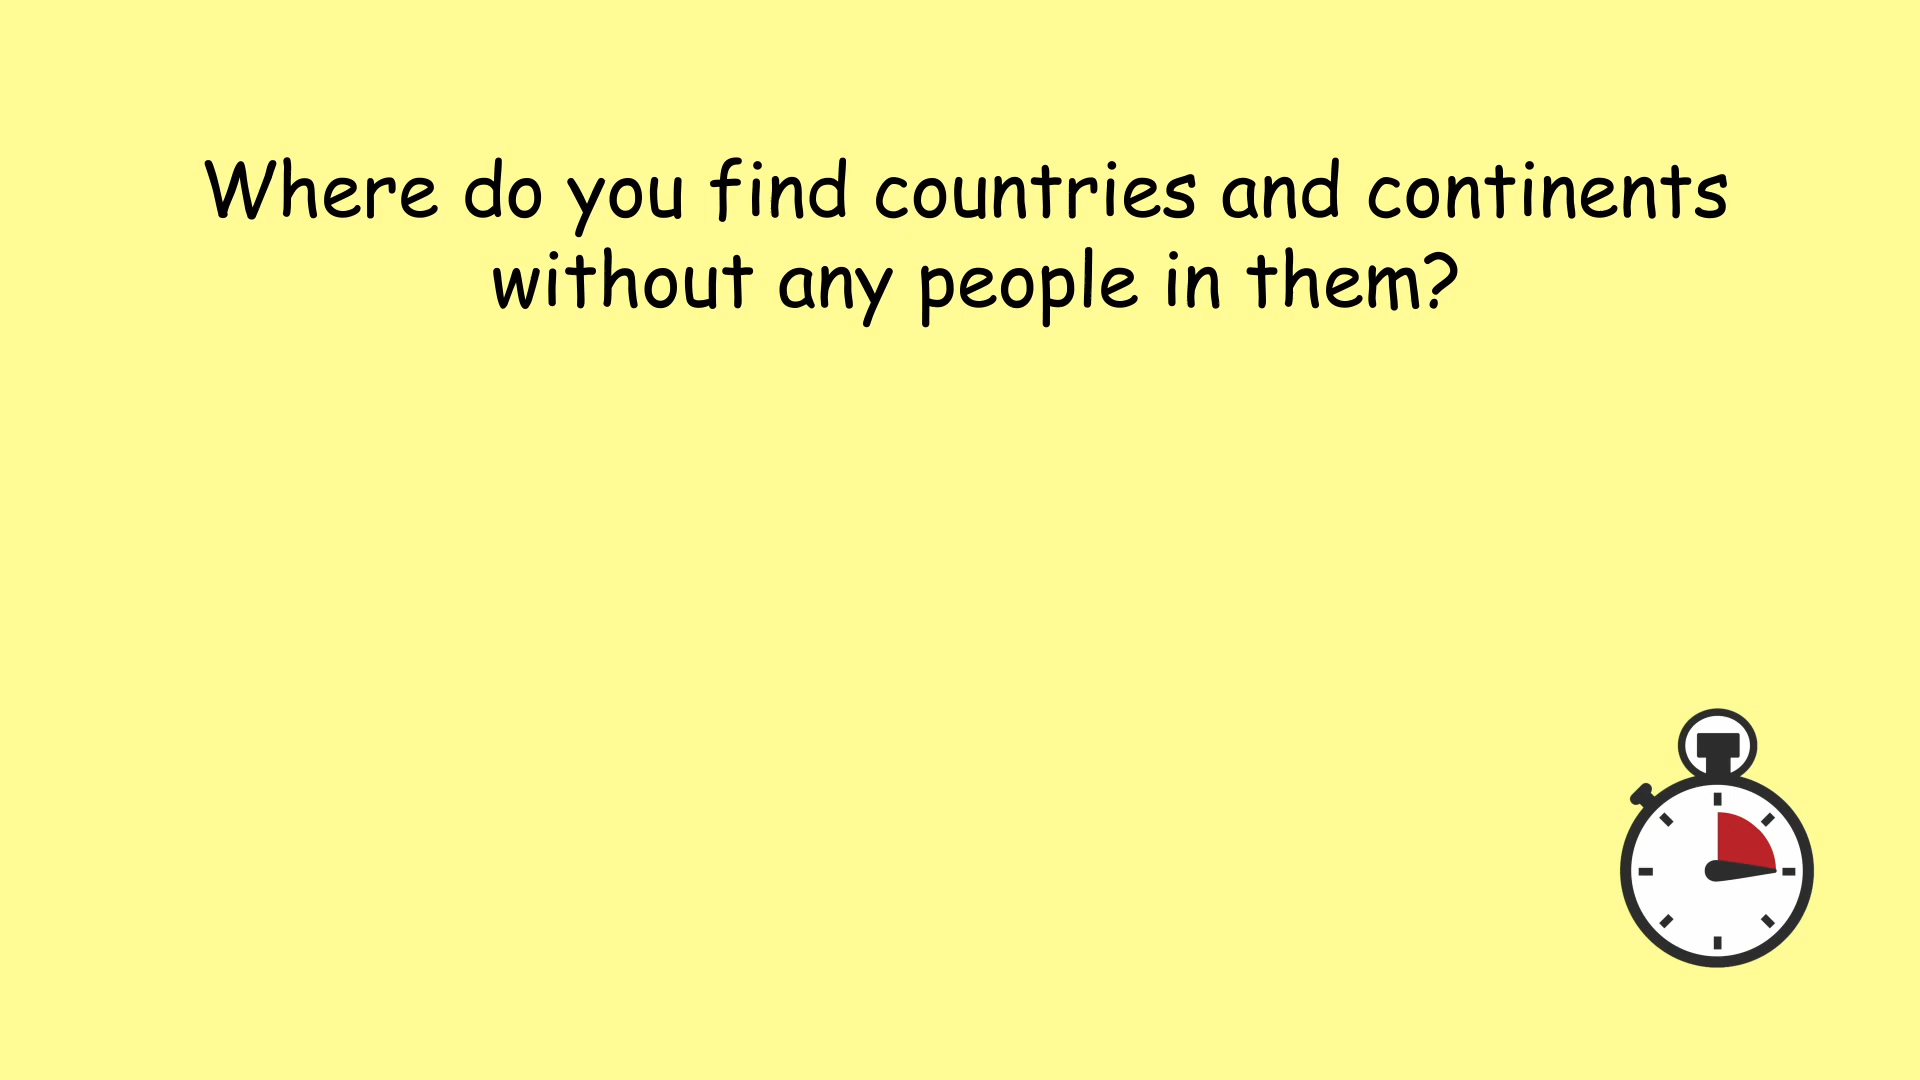 Where do you find countries and continents
without any people in them?